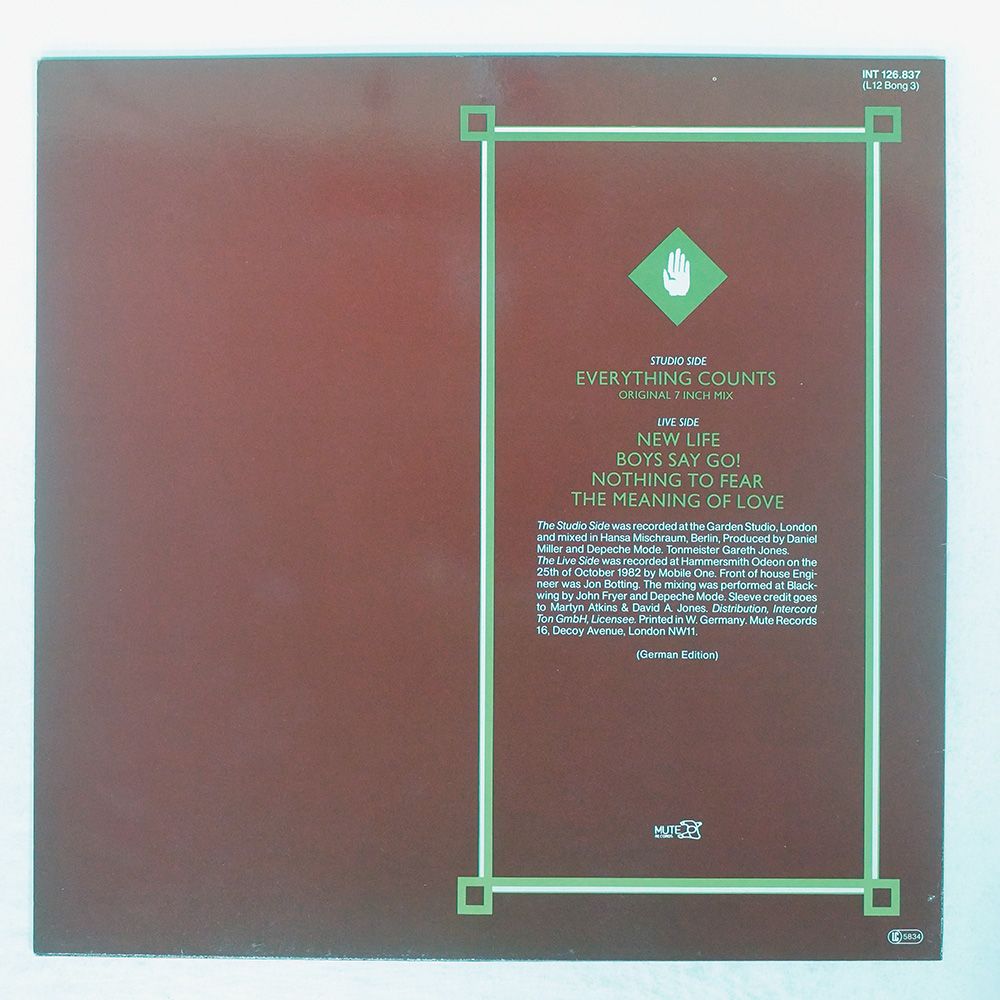 INT 126.837
(L12 Bong 3)
STUDIO SIDE
EVERYTHING COUNTS
ORIGINAL 7 INCH MIX
LIVE SIDE
NEW LIFE
BOYS SAY GO!
NOTHING TO FEAR
THE MEANING OF LOVE
The Studio Side was recorded at the Garden Studio, London
and mixed in Hansa Mischraum, Berlin, Produced by Daniel
Miller and Depeche Mode. Tonmeister Gareth Jones.
The Live Side was recorded at Hammersmith Odeon on the
25th of October 1982 by Mobile One. Front of house Engi-
neer was Jon Botting. The mixing was performed at Black-
wing by John Fryer and Depeche Mode. Sleeve credit goes
to Martyn Atkins & David A. Jones. Distribution, Intercord
Ton GmbH, Licensee. Printed in W. Germany. Mute Records
16, Decoy Avenue, London NW11.
(German Edition)
MUTE
RECORDS
LC 5834